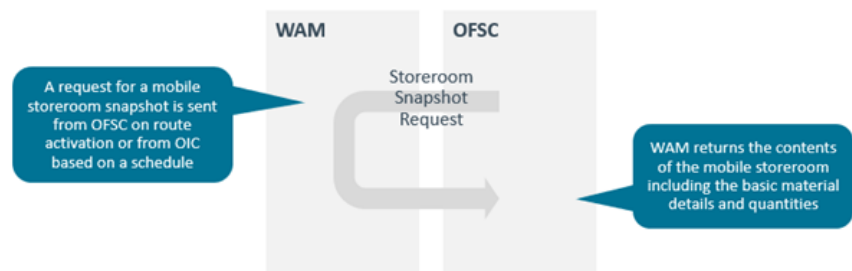 WAM
OFSC
A request for a mobile
storeroom snapshot is sent
from OFSC on route
activation or from OIC
based on a schedule
Storeroom
Snapshot
Request
WAM returns the contents
of the mobile storeroom
including the basic material
details and quantities